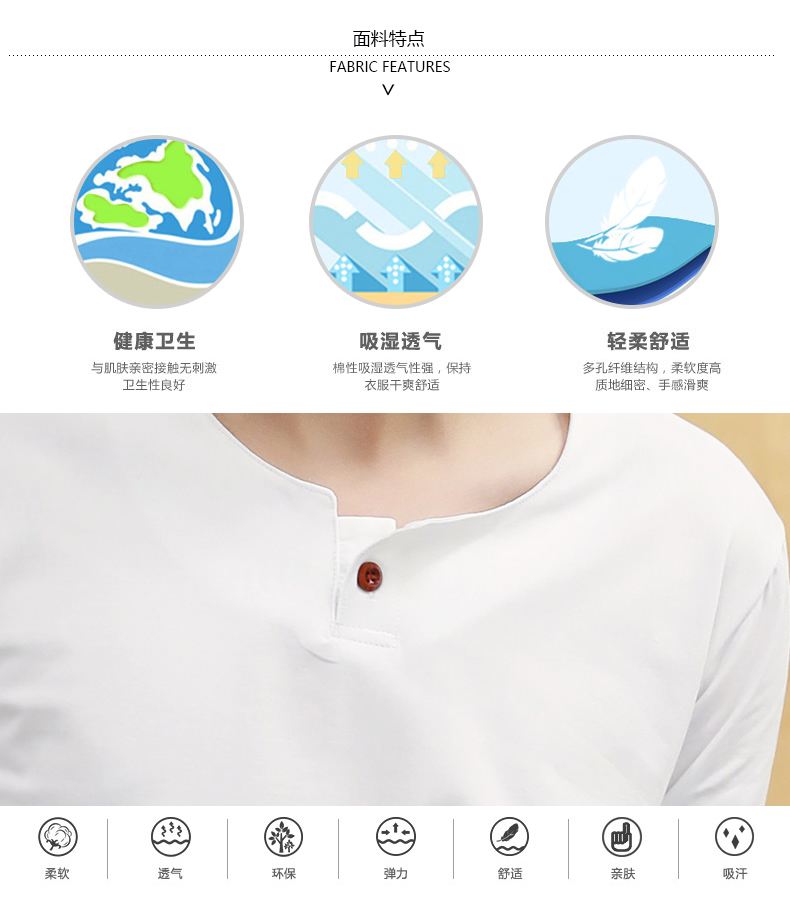 面料特点
FABRIC FEATURES
健康卫生
吸湿透气
轻柔舒适
与肌肤亲密接触无刺激
卫生性良好
棉性吸湿透气性强，保持
衣服干爽舒适
多孔纤维结构，柔软度高
质地细密、手感滑爽
柔软
透气
环保
弹力
舒适
亲肤
吸汗